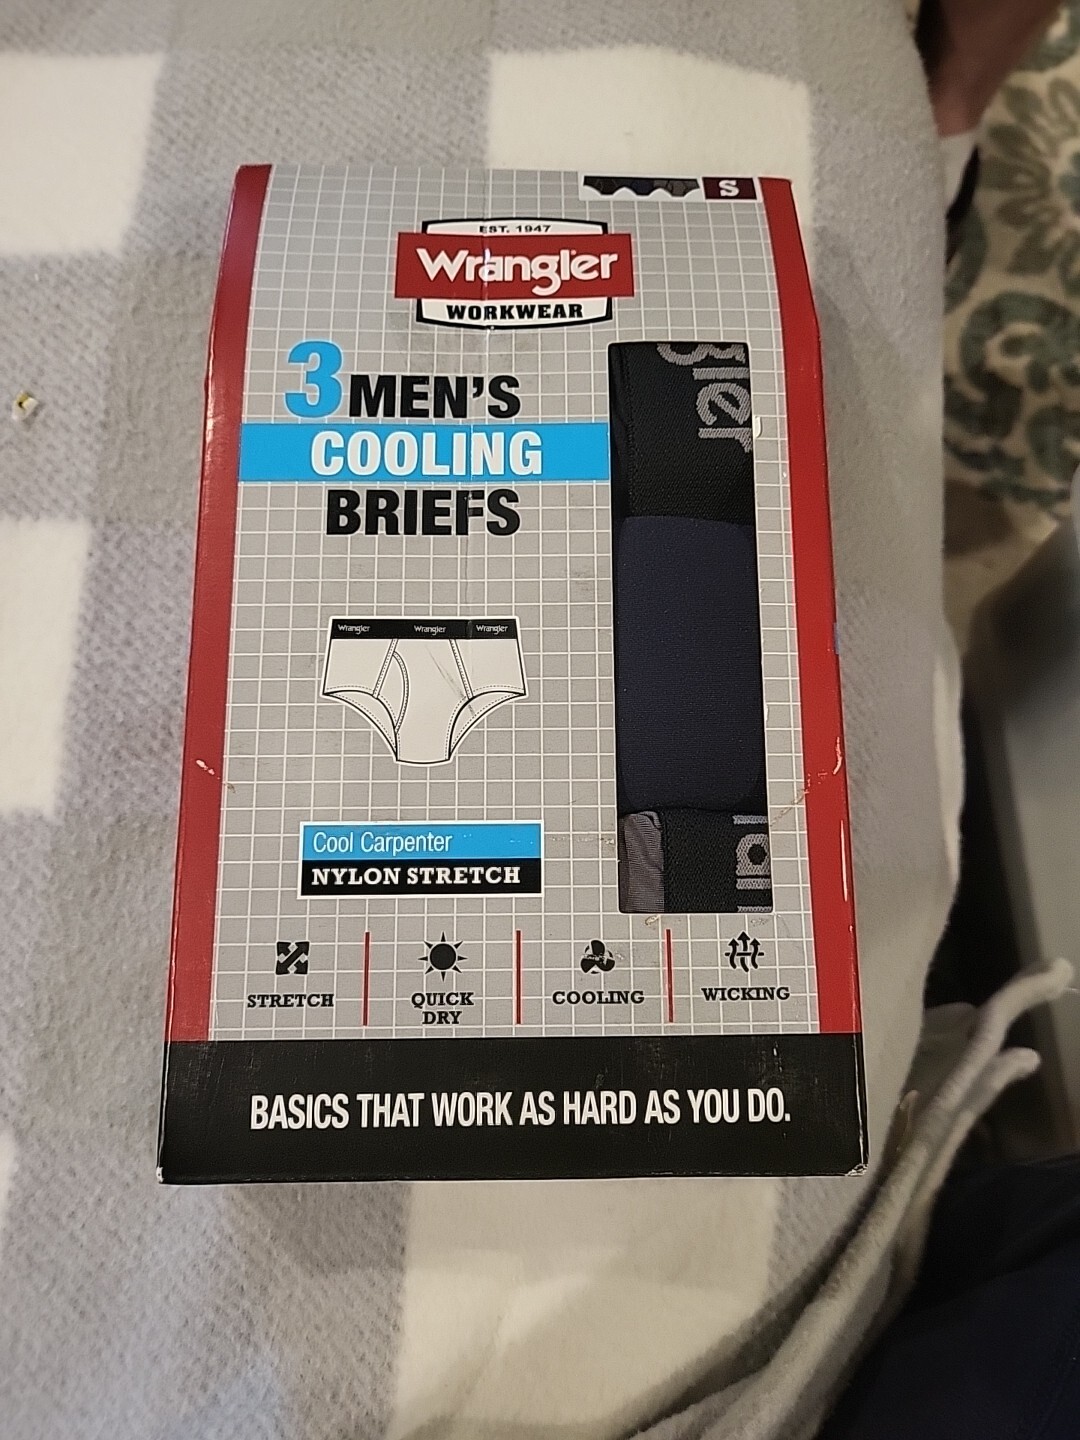 S
EST. 1947
Wrangler
WORKWEAR
3 MEN'S
COOLING
BRIEFS
gler
Wrangler Wrangler Wrangler
Cool Carpenter
NYLON STRETCH
STRETCH
QUICK
DRY
COOLING
WICKING
BASICS THAT WORK AS HARD AS YOU DO.